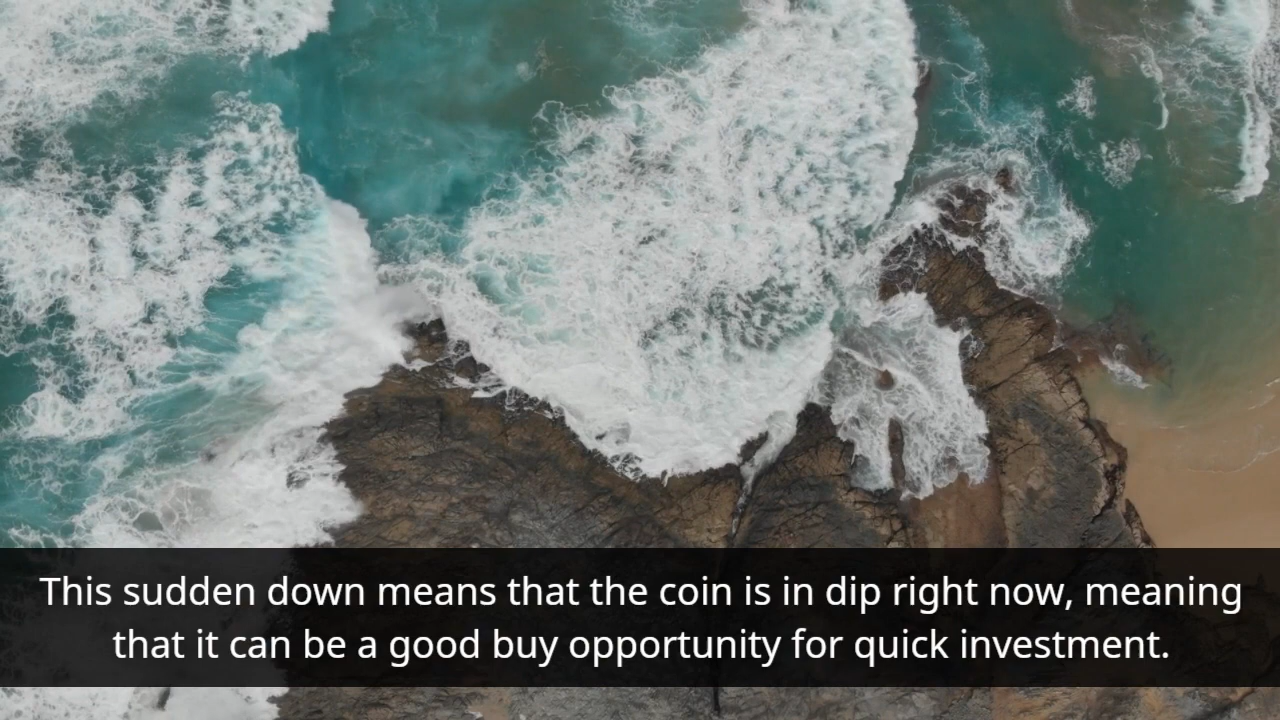 This sudden down means that the coin is in dip right now, meaning
that it can be a good buy opportunity for quick investment.